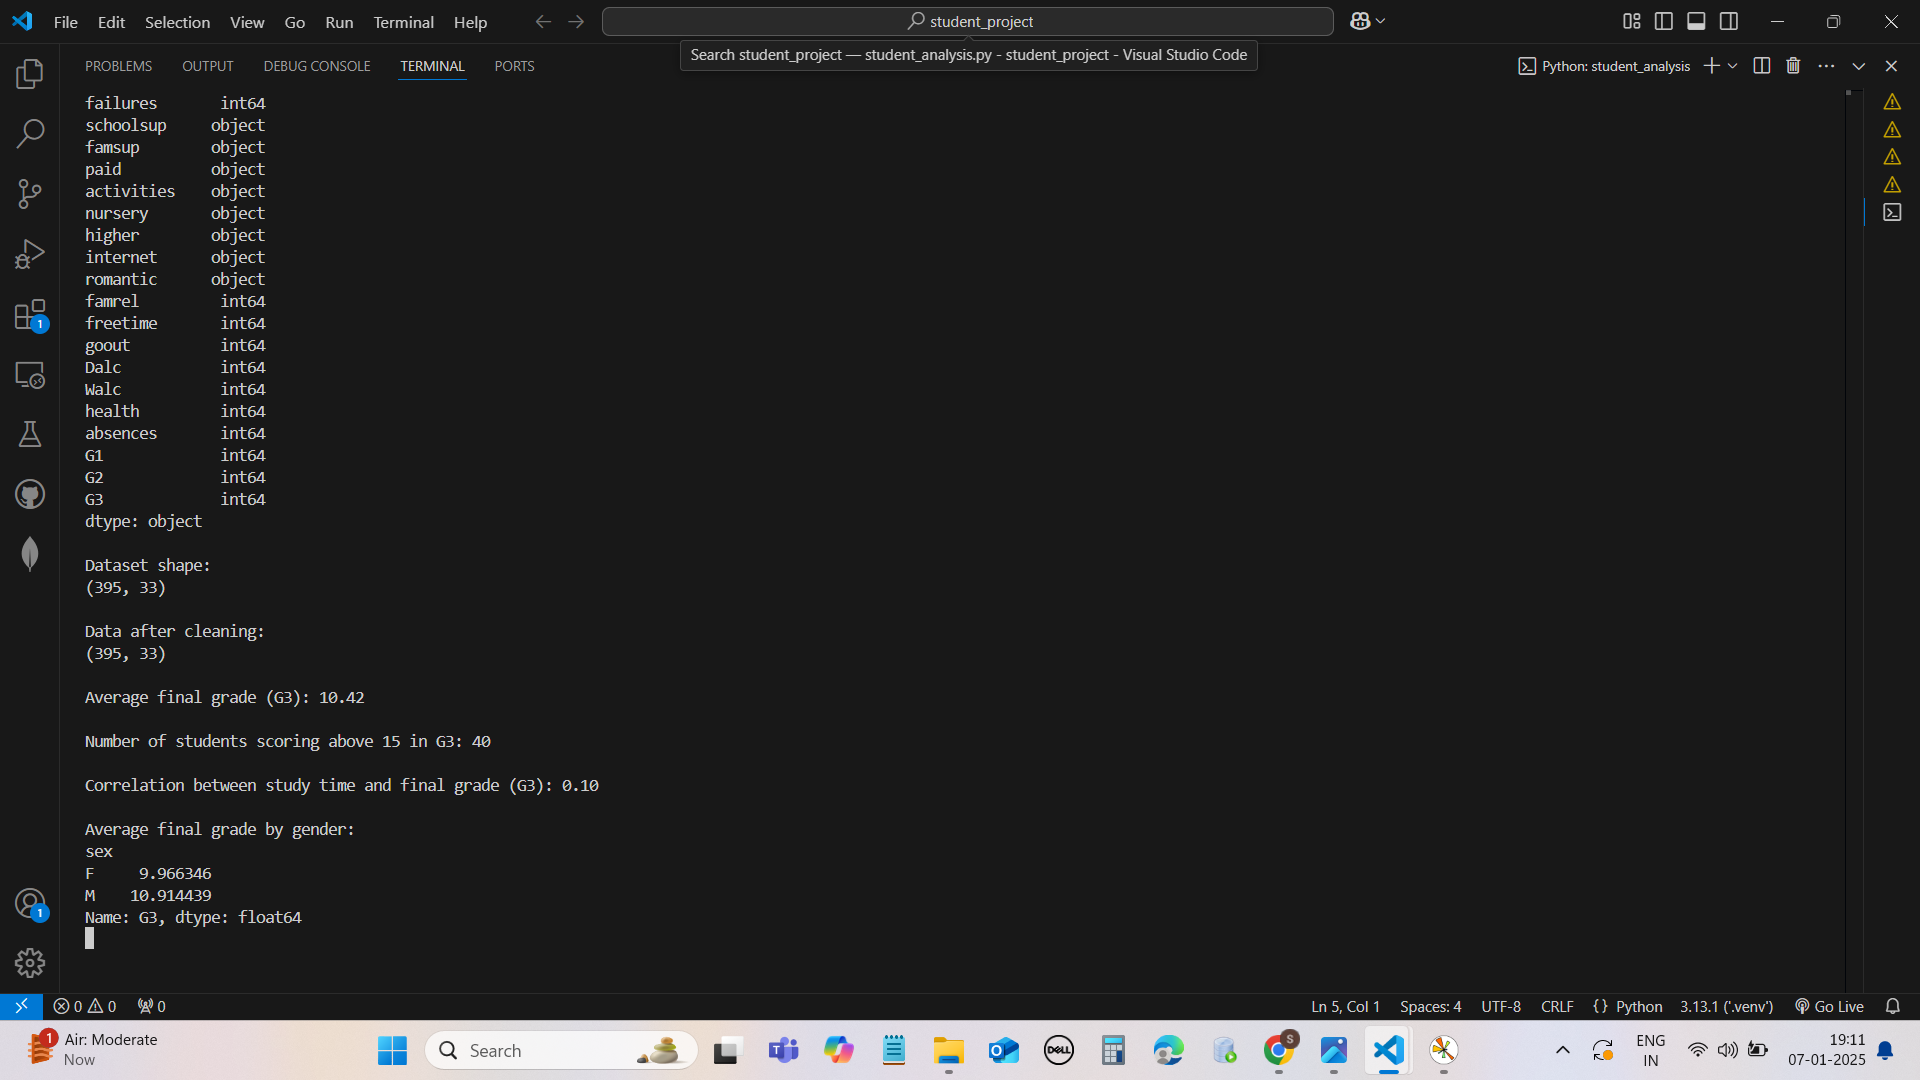 File Edit Selection View Go Run Terminal Help
student_project
Search student_project — student_analysis.py - student_project - Visual Studio Code
PROBLEMS OUTPUT DEBUG CONSOLE TERMINAL PORTS
Python: student_analysis
failures int64
schoolsup object
famsup object
paid object
activities object
nursery object
higher object
internet object
romantic object
famrel int64
freetime int64
goout int64
Dalc int64
Walc int64
health int64
absences int64
G1 int64
G2 int64
G3 int64
dtype: object
Dataset shape:
(395, 33)
Data after cleaning:
(395, 33)
Average final grade (G3): 10.42
Number of students scoring above 15 in G3: 40
Correlation between study time and final grade (G3): 0.10
Average final grade by gender:
sex
F 9.966346
M 10.914439
Name: G3, dtype: float64
1
1
0 0 0
Ln 5, Col 1 Spaces: 4 UTF-8 CRLF {} Python 3.13.1 ('.venv') Go Live
1
Air: Moderate
Now
Search
DELL
S
ENG
IN
19:11
07-01-2025